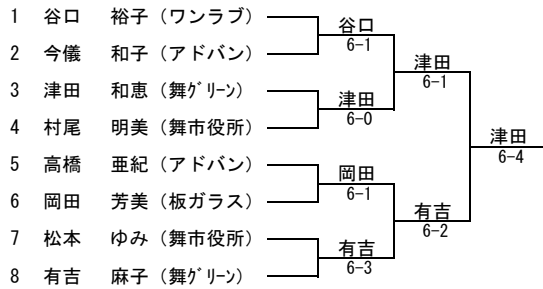 1 谷口 裕子（ワンラブ）
谷口
6-1
2 今儀 和子（アドバン）
津田
6-1
3 津田 和恵（舞ｸﾞﾘｰﾝ）
津田
6-0
4 村尾 明美（舞市役所）
津田
6-4
5 高橋 亜紀（アドバン）
岡田
6-1
6 岡田 芳美（板ガラス）
有吉
6-2
7 松本 ゆみ（舞市役所）
有吉
6-3
8 有吉 麻子（舞ｸﾞﾘｰﾝ）